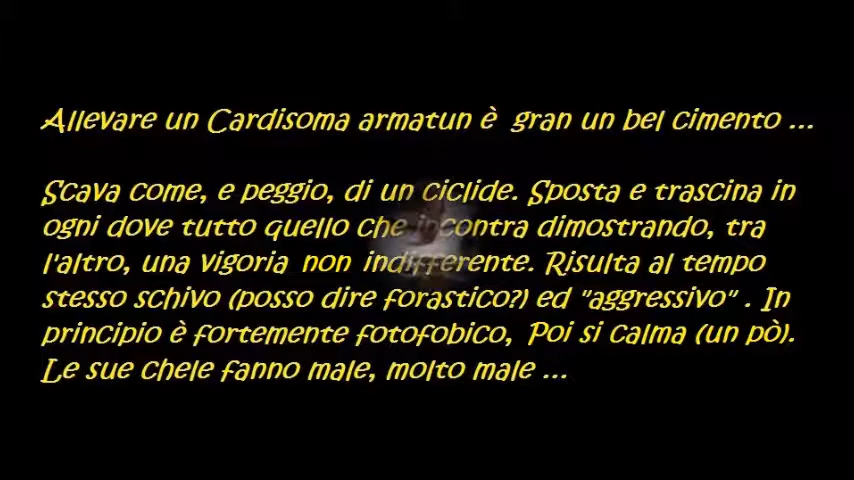 Allevare un Cardisoma armatun è gran un bel cimento ...
Scava come, e peggio, di un ciclide. Sposta e trascina in
ogni dove tutto quello che incontra dimostrando, tra
l'altro, una vigoria non indifferente. Risulta al tempo
stesso schivo (posso dire forastico?) ed "aggressivo" . In
principio è fortemente fotofobico, Poi si calma (un pò).
Le sue chele fanno male, molto male ...